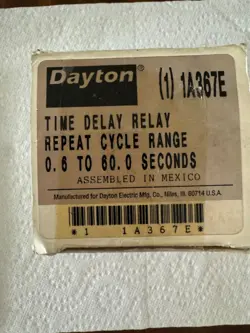 Dayton® (1) 1A367E
TIME DELAY RELAY
REPEAT CYCLE RANGE
0.6 TO 60.0 SECONDS
ASSEMBLED IN MEXICO
Manufactured for Dayton Electric Mfg. Co., Niles, Ill. 60714 U.S.A.
*1 1A367E*